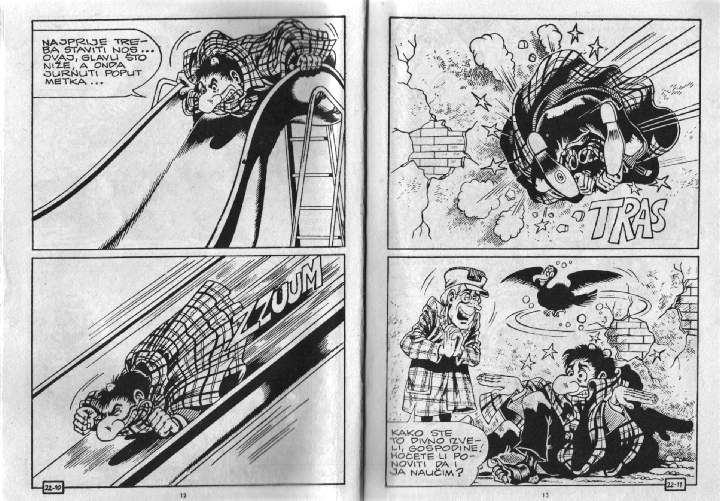 NAJPRIJE TRE-
BA STAVITI NOS...
OVAJ, GLAVU ŠTO
NIŽE, A ONDA
JURNUTI POPUT
METKA...
ZZUUM
22-10
12
TRAS
KAKO STE
TO DIVNO IZVE-
LI, GOSPODINE!
HOĆETE LI PO-
NOVITI DA I
JA NAUČIM?
22-11
13